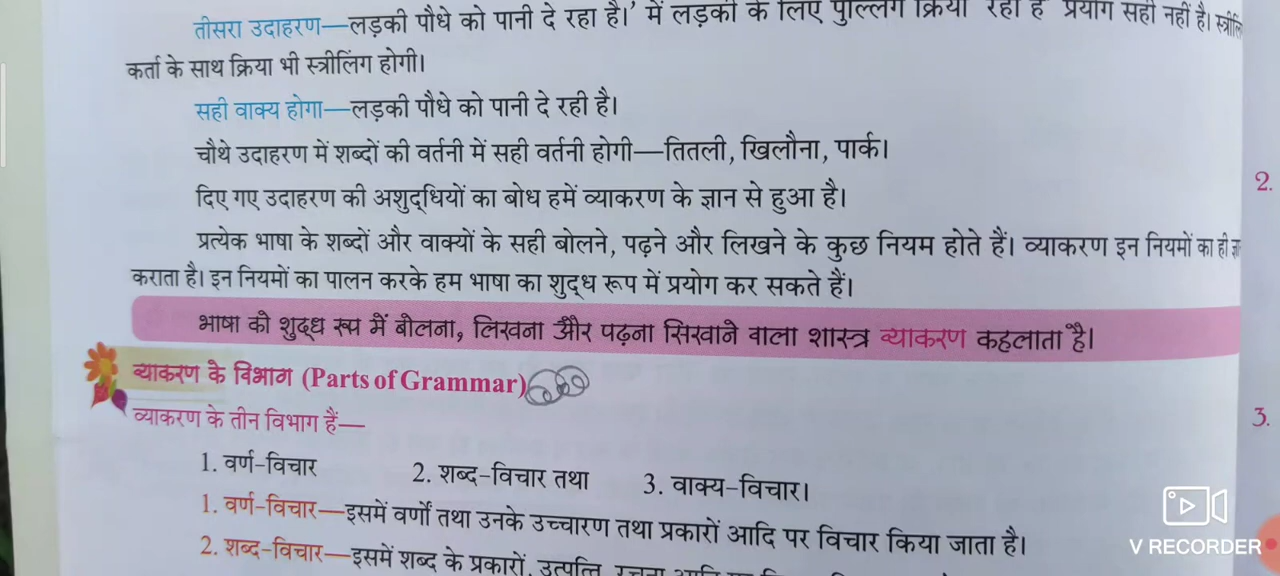 तीसरा उदाहरण—लड़की पौधे को पानी दे रहा है।' में लड़की के लिए पुल्लिंग क्रिया 'रहा है' प्रयोग सही नहीं है।
कर्ता के साथ क्रिया भी स्त्रीलिंग होगी।
सही वाक्य होगा—लड़की पौधे को पानी दे रही है।
चौथे उदाहरण में शब्दों की वर्तनी में सही वर्तनी होगी—तितली, खिलौना, पार्क।
दिए गए उदाहरण की अशुद्धियों का बोध हमें व्याकरण के ज्ञान से हुआ है।
2.
प्रत्येक भाषा के शब्दों और वाक्यों के सही बोलने, पढ़ने और लिखने के कुछ नियम होते हैं। व्याकरण इन नियमों का ही
कराता है। इन नियमों का पालन करके हम भाषा का शुद्ध रूप में प्रयोग कर सकते हैं।
भाषा को शुद्ध रूप में बोलना, लिखना और पढ़ना सिखाने वाला शास्त्र व्याकरण कहलाता है।
व्याकरण के विभाग (Parts of Grammar)
व्याकरण के तीन विभाग हैं—
3.
1. वर्ण-विचार 2. शब्द-विचार तथा 3. वाक्य-विचार।
1. वर्ण-विचार—इसमें वर्णों तथा उनके उच्चारण तथा प्रकारों आदि पर विचार किया जाता है।
2. शब्द-विचार—इसमें शब्द के प्रकारों, उत्पत्ति, रचना आदि
V RECORDER